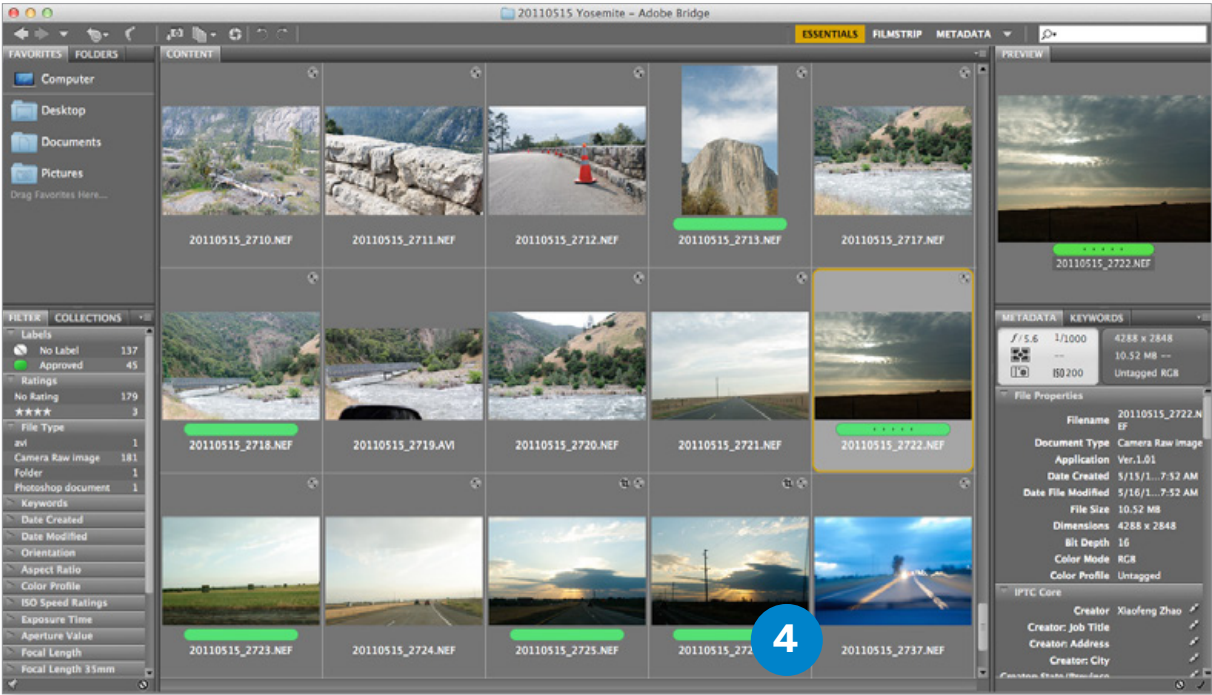 20110515 Yosemite – Adobe Bridge
ESSENTIALS FILMSTRIP METADATA
FAVORITES FOLDERS
Computer
Desktop
Documents
Pictures
Drag Favorites Here...
CONTENT
20110515_2710.NEF 20110515_2711.NEF 20110515_2712.NEF 20110515_2713.NEF 20110515_2717.NEF
20110515_2718.NEF 20110515_2719.AVI 20110515_2720.NEF 20110515_2721.NEF 20110515_2722.NEF
20110515_2723.NEF 20110515_2724.NEF 20110515_2725.NEF 20110515_2737.NEF
4
FILTER COLLECTIONS
Labels
No Label 137
Approved 45
Ratings
No Rating 179
★★★★ 3
File Type
avi 1
Camera Raw image 181
Folder 1
Photoshop document 1
Keywords
Date Created
Date Modified
Orientation
Aspect Ratio
Color Profile
ISO Speed Ratings
Exposure Time
Aperture Value
Focal Length
Focal Length 35mm
PREVIEW
20110515_2722.NEF
METADATA KEYWORDS
f/5.6 1/1000 4288 x 2848
-- 10.52 MB --
ISO200 Untagged RGB
File Properties
Filename 20110515_2722.N
EF
Document Type Camera Raw image
Application Ver.1.01
Date Created 5/15/1...7:52 AM
Date File Modified 5/16/1...7:52 AM
File Size 10.52 MB
Dimensions 4288 x 2848
Bit Depth 16
Color Mode RGB
Color Profile Untagged
IPTC Core
Creator Xiaofeng Zhao
Creator: Job Title
Creator: Address
Creator: City